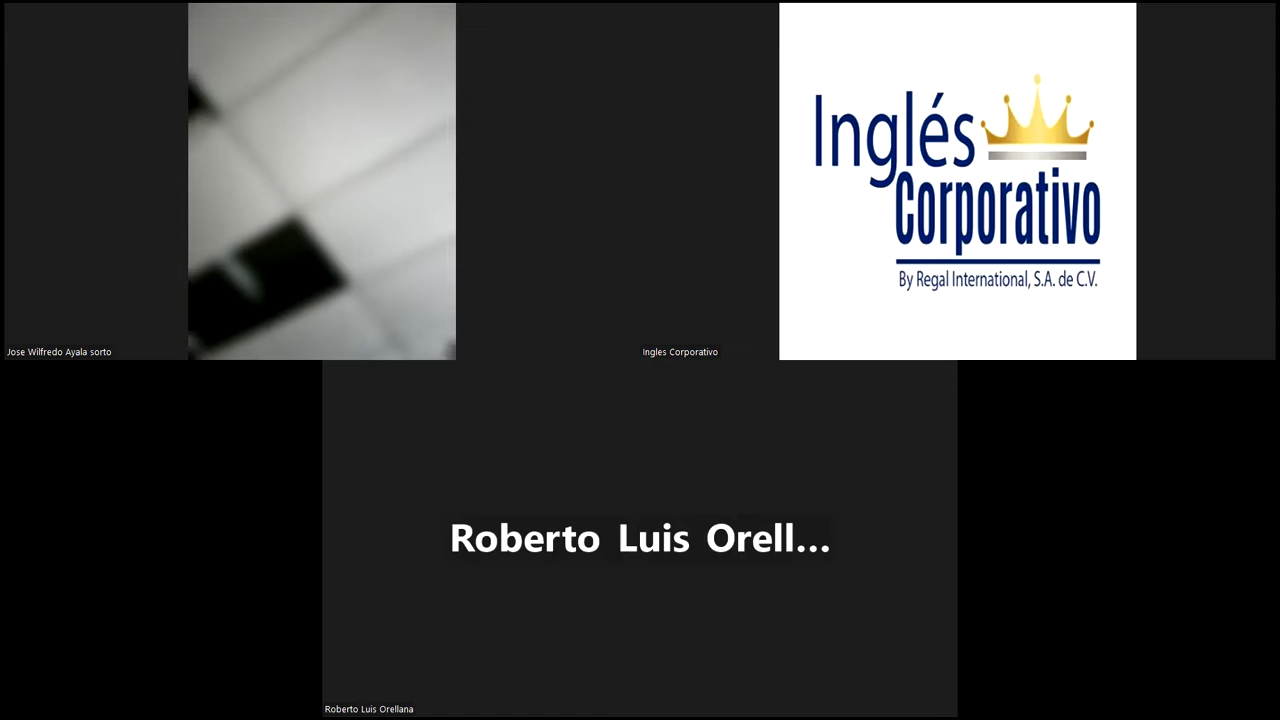 Inglés
Corporativo
By Regal International, S.A. de C.V.
Jose Wilfredo Ayala sorto
Ingles Corporativo
Roberto Luis Orell...
Roberto Luis Orellana